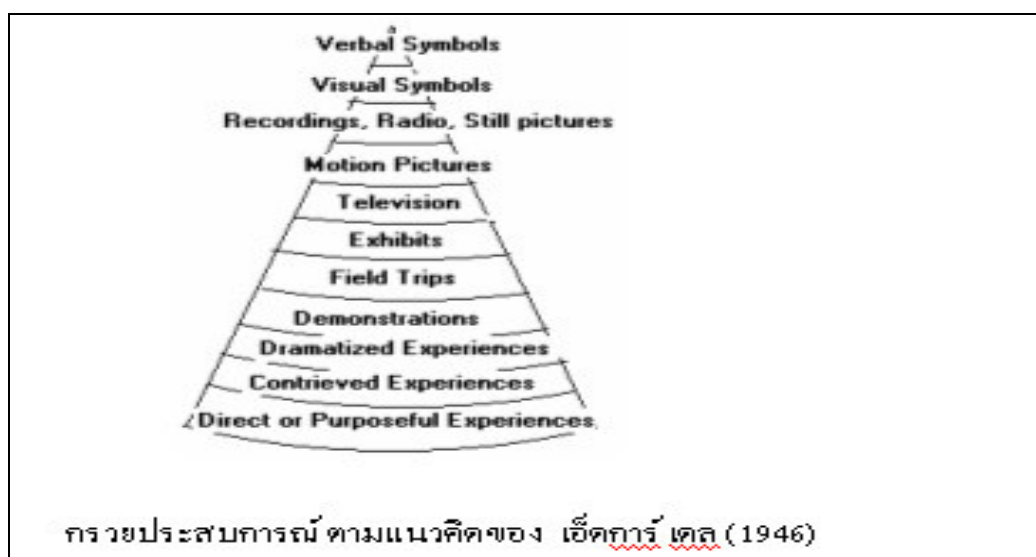 Verbal Symbols
Visual Symbols
Recordings, Radio, Still pictures
Motion Pictures
Television
Exhibits
Field Trips
Demonstrations
Dramatized Experiences
Contrieved Experiences
Direct or Purposeful Experiences
กรวยประสบการณ์ ตามแนวคิดของ เอ็ดการ์ เดล (1946)